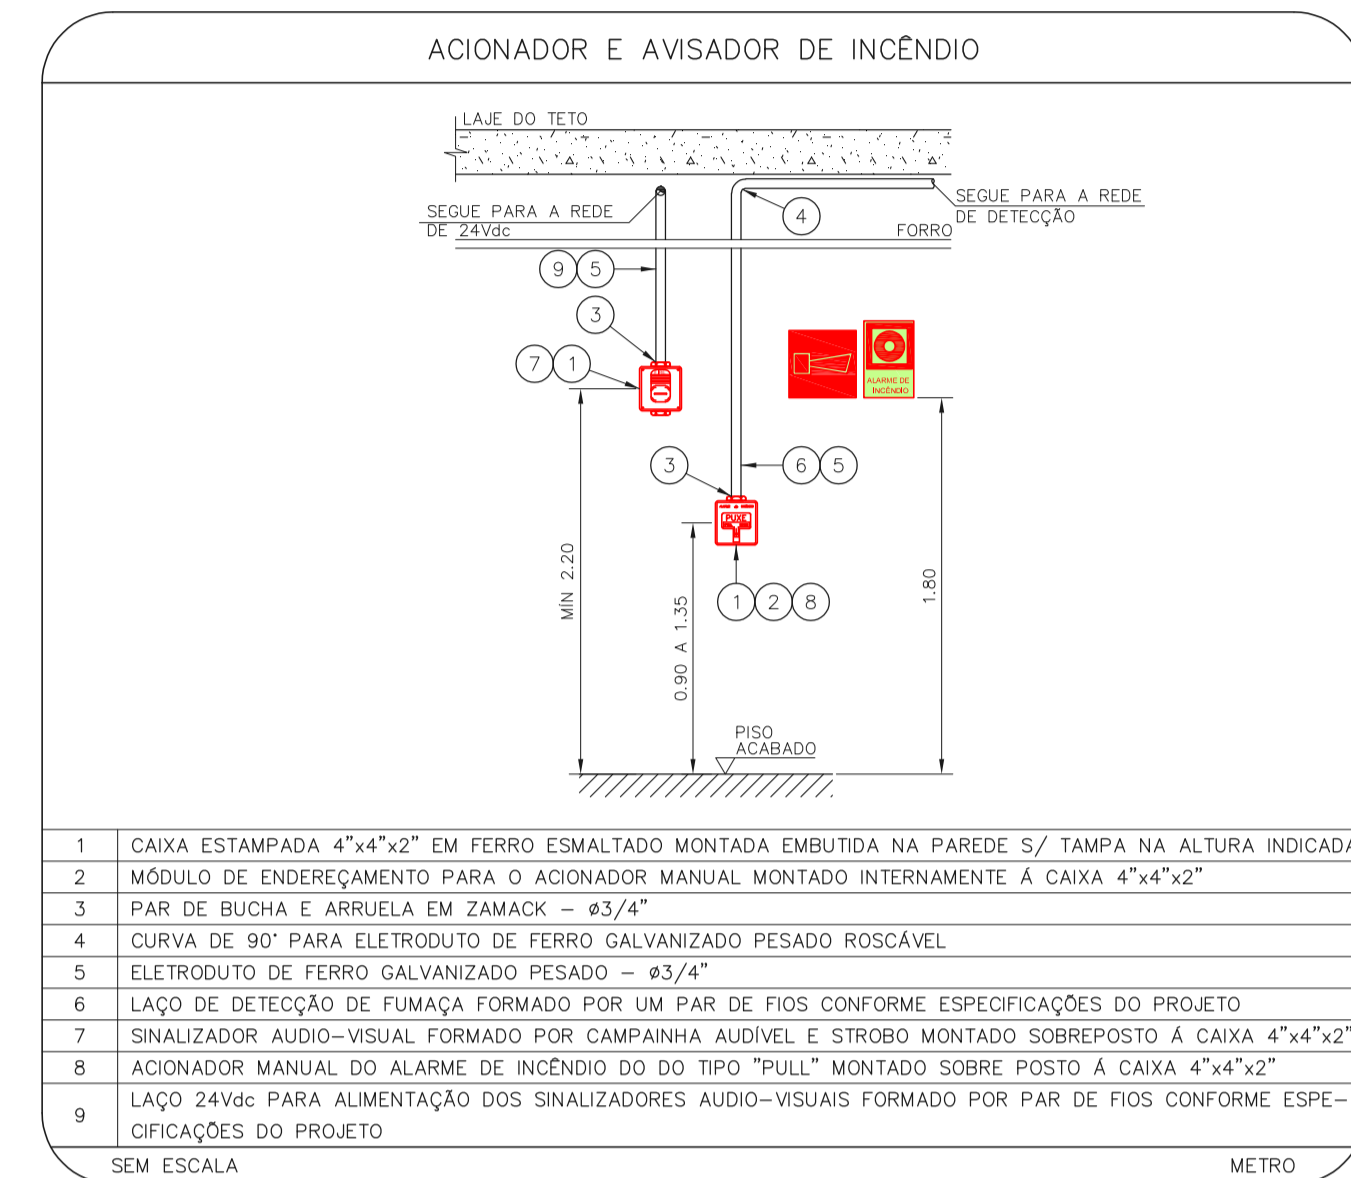 ACIONADOR E AVISADOR DE INCÊNDIO
LAJE DO TETO
SEGUE PARA A REDE
DE 24Vdc
SEGUE PARA A REDE
DE DETECÇÃO
4
FORRO
9 5
3
7 1
ALARME DE
INCÊNDIO
3
6 5
PUXE
1 2 8
MÍN 2.20
0.90 A 1.35
1.80
PISO
ACABADO
1 CAIXA ESTAMPADA 4"x4"x2" EM FERRO ESMALTADO MONTADA EMBUTIDA NA PAREDE S/ TAMPA NA ALTURA INDICADA
2 MÓDULO DE ENDEREÇAMENTO PARA O ACIONADOR MANUAL MONTADO INTERNAMENTE Á CAIXA 4"x4"x2"
3 PAR DE BUCHA E ARRUELA EM ZAMACK – ø3/4"
4 CURVA DE 90° PARA ELETRODUTO DE FERRO GALVANIZADO PESADO ROSCÁVEL
5 ELETRODUTO DE FERRO GALVANIZADO PESADO – ø3/4"
6 LAÇO DE DETECÇÃO DE FUMAÇA FORMADO POR UM PAR DE FIOS CONFORME ESPECIFICAÇÕES DO PROJETO
7 SINALIZADOR AUDIO–VISUAL FORMADO POR CAMPAINHA AUDÍVEL E STROBO MONTADO SOBREPOSTO Á CAIXA 4"x4"x2"
8 ACIONADOR MANUAL DO ALARME DE INCÊNDIO DO DO TIPO "PULL" MONTADO SOBRE POSTO Á CAIXA 4"x4"x2"
9 LAÇO 24Vdc PARA ALIMENTAÇÃO DOS SINALIZADORES AUDIO–VISUAIS FORMADO POR PAR DE FIOS CONFORME ESPE–
CIFICAÇÕES DO PROJETO
SEM ESCALA
METRO